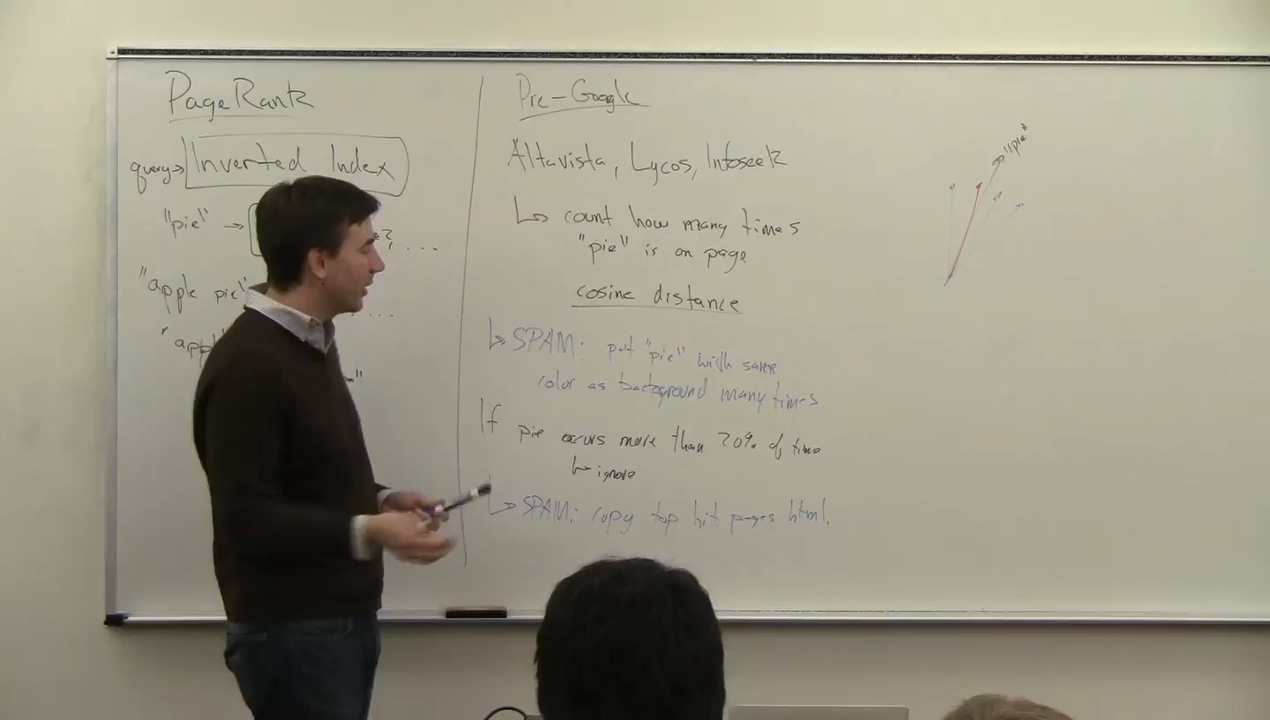 PageRank
query→ Inverted Index
"pie" →
e?, ...
"apple pie" ...
"appl
m"
Pre-Google
Altavista, Lycos, Infoseek
↳ count how many times
"pie" is on page
cosine distance
↳ SPAM: put "pie" with same
color as background many times
If pie occurs more than 20% of time
↳ ignore
↳ SPAM: copy top hit pages html.
"pie"